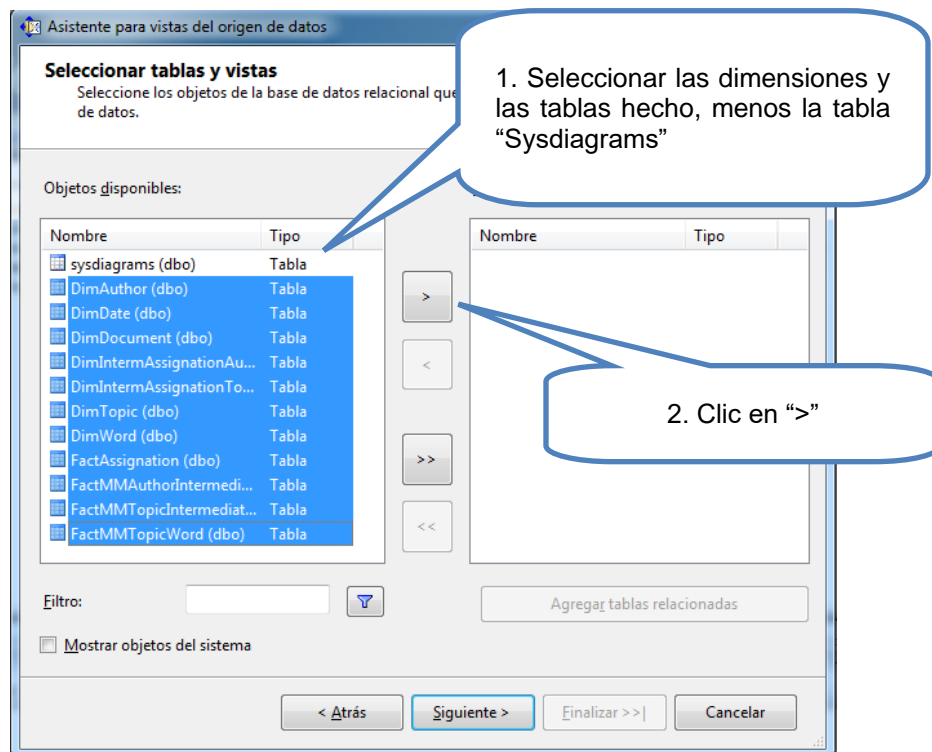 Asistente para vistas del origen de datos
Seleccionar tablas y vistas
Seleccione los objetos de la base de datos relacional que
de datos.
1. Seleccionar las dimensiones y
las tablas hecho, menos la tabla
“Sysdiagrams”
Objetos disponibles:
Nombre Tipo
sysdiagrams (dbo) Tabla
DimAuthor (dbo) Tabla
DimDate (dbo) Tabla
DimDocument (dbo) Tabla
DimIntermAssignationAu... Tabla
DimIntermAssignationTo... Tabla
DimTopic (dbo) Tabla
DimWord (dbo) Tabla
FactAssignation (dbo) Tabla
FactMMAuthorIntermedi... Tabla
FactMMTopicIntermediat... Tabla
FactMMTopicWord (dbo) Tabla
>
<
>>
<<
Nombre Tipo
2. Clic en “>”
Filtro:
Agregar tablas relacionadas
Mostrar objetos del sistema
< Atrás
Siguiente >
Finalizar >>|
Cancelar